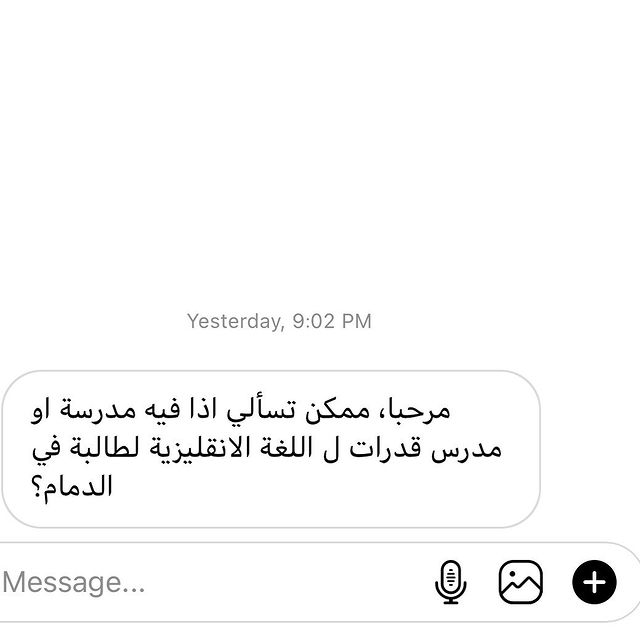 Yesterday, 9:02 PM
مرحبا، ممكن تسألي اذا فيه مدرسة او
مدرس قدرات ل اللغة الانقليزية لطالبة في
الدمام؟
Message...